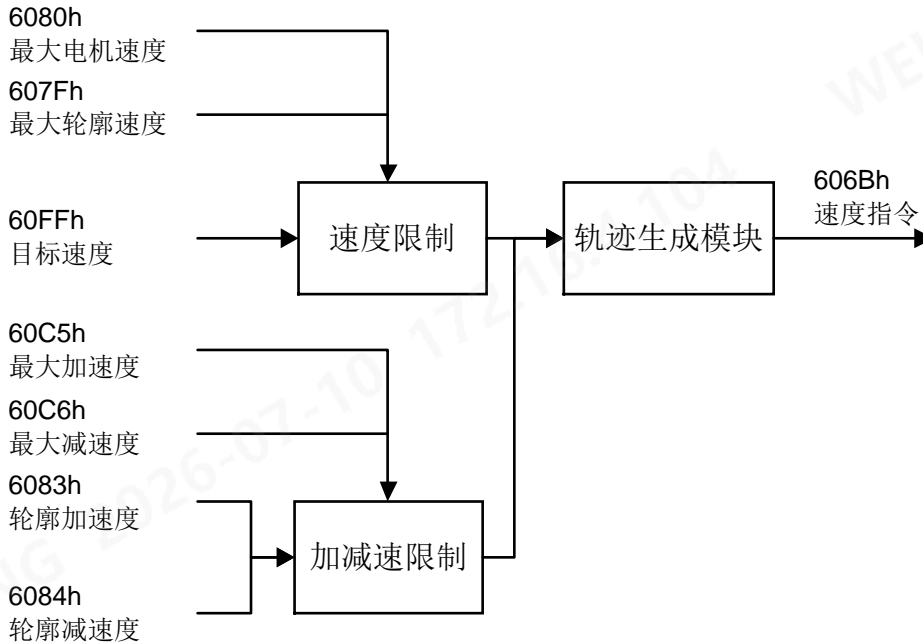 6080h
最大电机速度
607Fh
最大轮廓速度
60FFh
目标速度
速度限制
轨迹生成模块
606Bh
速度指令
60C5h
最大加速度
60C6h
最大减速度
6083h
轮廓加速度
加减速限制
6084h
轮廓减速度